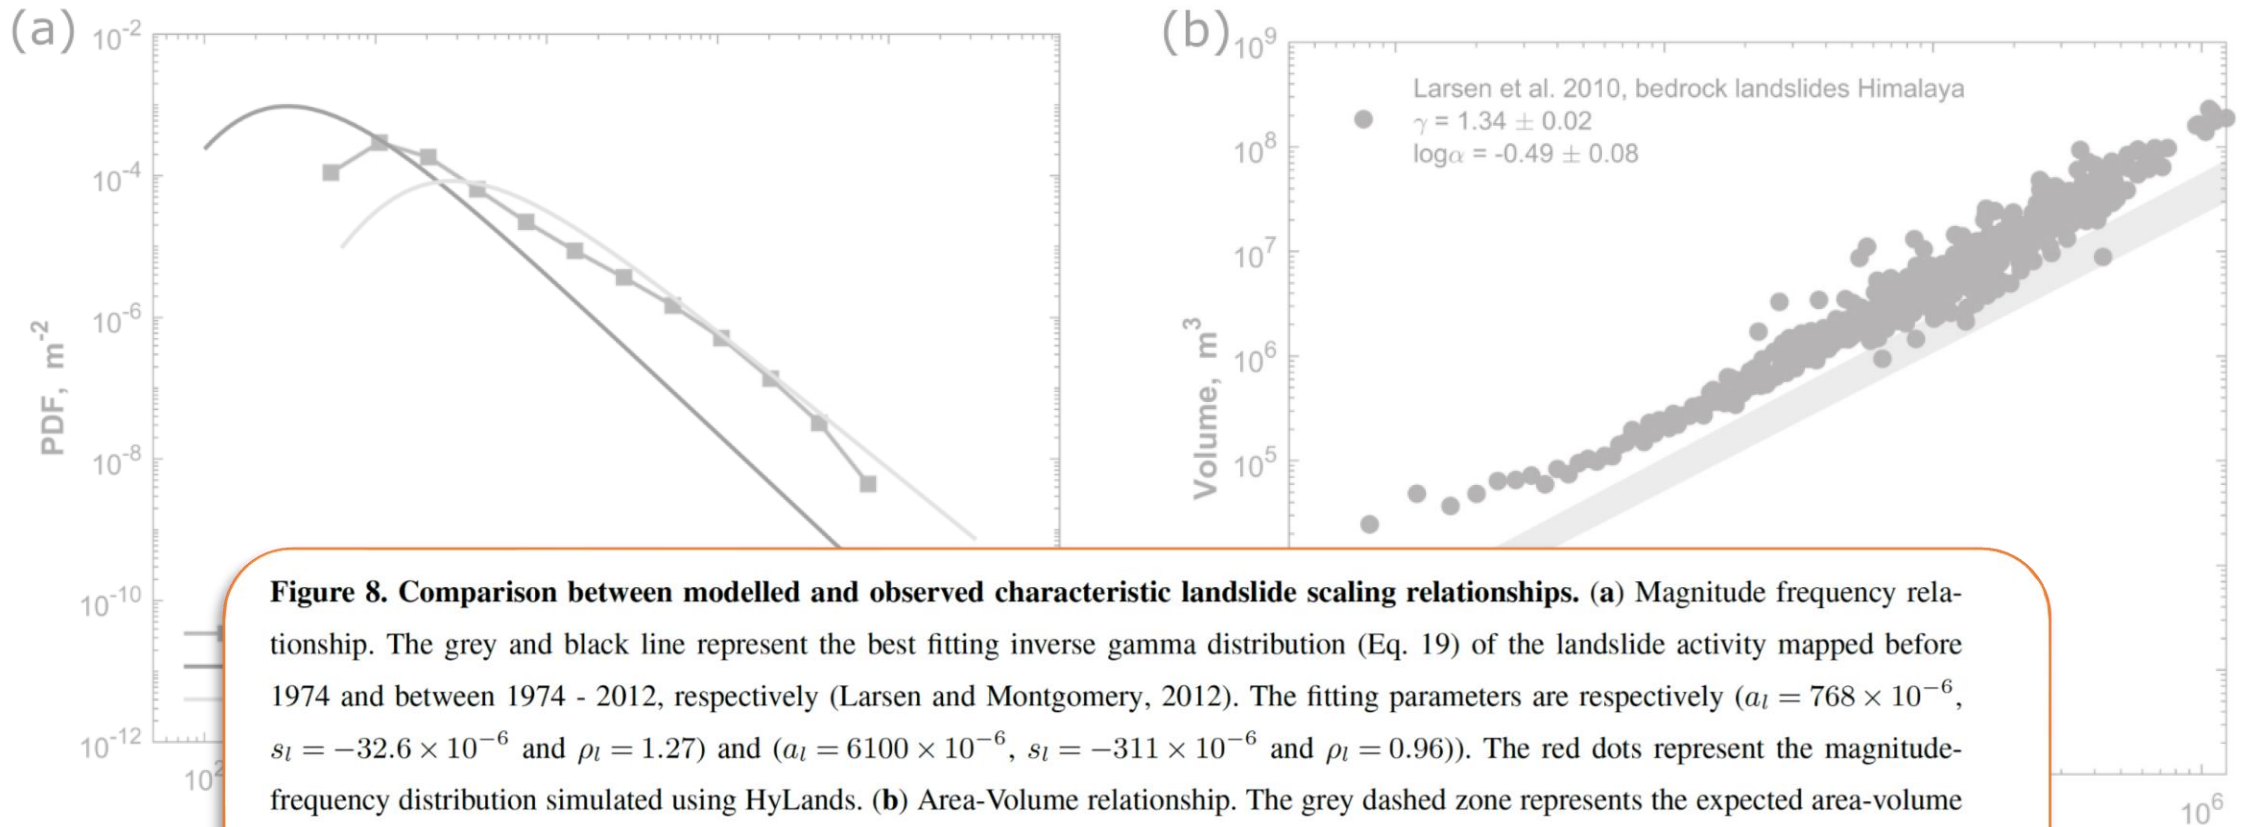 (a)
10^-2
10^-4
10^-6
10^-8
10^-10
10^-12
PDF, m^-2
10^2
(b)
10^9
10^8
10^7
10^6
10^5
Volume, m^3
Larsen et al. 2010, bedrock landslides Himalaya
γ = 1.34 ± 0.02
logα = -0.49 ± 0.08
10^6
Figure 8. Comparison between modelled and observed characteristic landslide scaling relationships. (a) Magnitude frequency rela-
tionship. The grey and black line represent the best fitting inverse gamma distribution (Eq. 19) of the landslide activity mapped before
1974 and between 1974 - 2012, respectively (Larsen and Montgomery, 2012). The fitting parameters are respectively (a_l = 768 × 10^−6,
s_l = −32.6 × 10^−6 and ρ_l = 1.27) and (a_l = 6100 × 10^−6, s_l = −311 × 10^−6 and ρ_l = 0.96)). The red dots represent the magnitude-
frequency distribution simulated using HyLands. (b) Area-Volume relationship. The grey dashed zone represents the expected area-volume